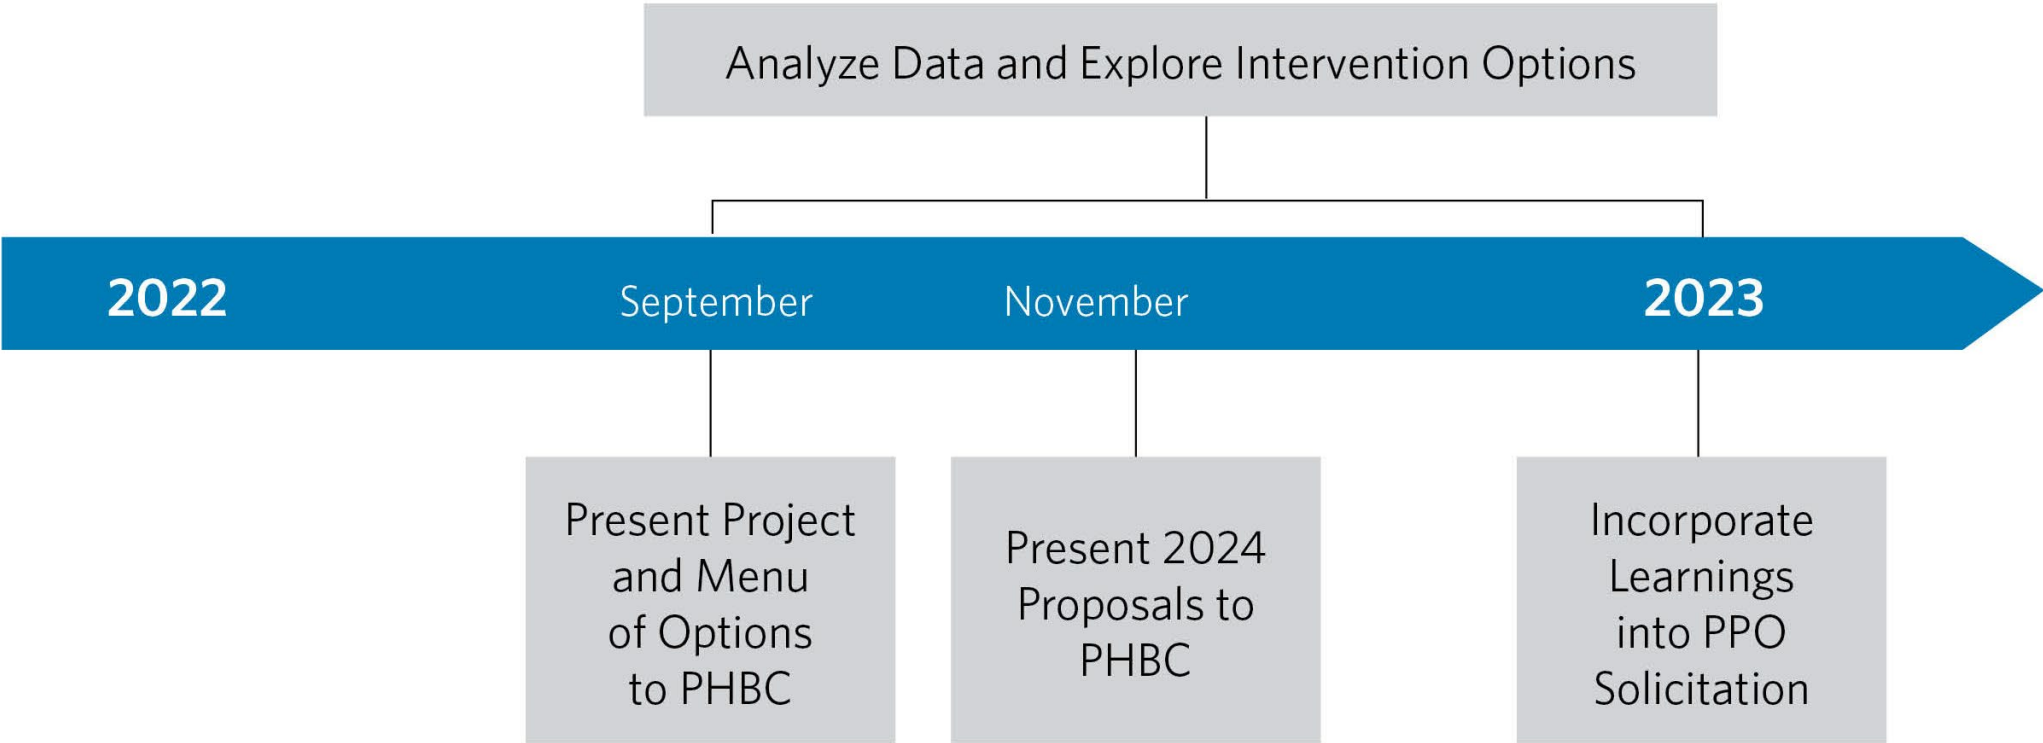 Analyze Data and Explore Intervention Options
2022
September
November
2023
Present Project
and Menu
of Options
to PHBC
Present 2024
Proposals to
PHBC
Incorporate
Learnings
into PPO
Solicitation